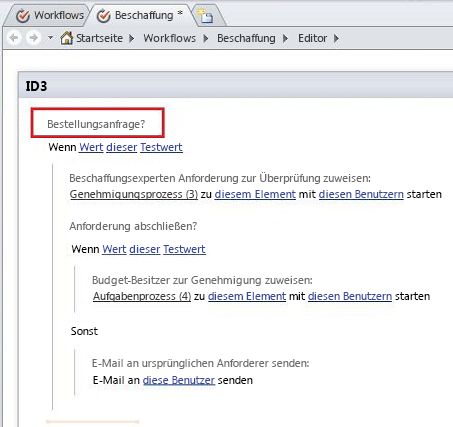 Workflows
Beschaffung *
Startseite Workflows Beschaffung Editor
ID3
Bestellungsanfrage?
Wenn Wert dieser Testwert
Beschaffungsexperten Anforderung zur Überprüfung zuweisen:
Genehmigungsprozess (3) zu diesem Element mit diesen Benutzern starten
Anforderung abschließen?
Wenn Wert dieser Testwert
Budget-Besitzer zur Genehmigung zuweisen:
Aufgabenprozess (4) zu diesem Element mit diesen Benutzern starten
Sonst
E-Mail an ursprünglichen Anforderer senden:
E-Mail an diese Benutzer senden